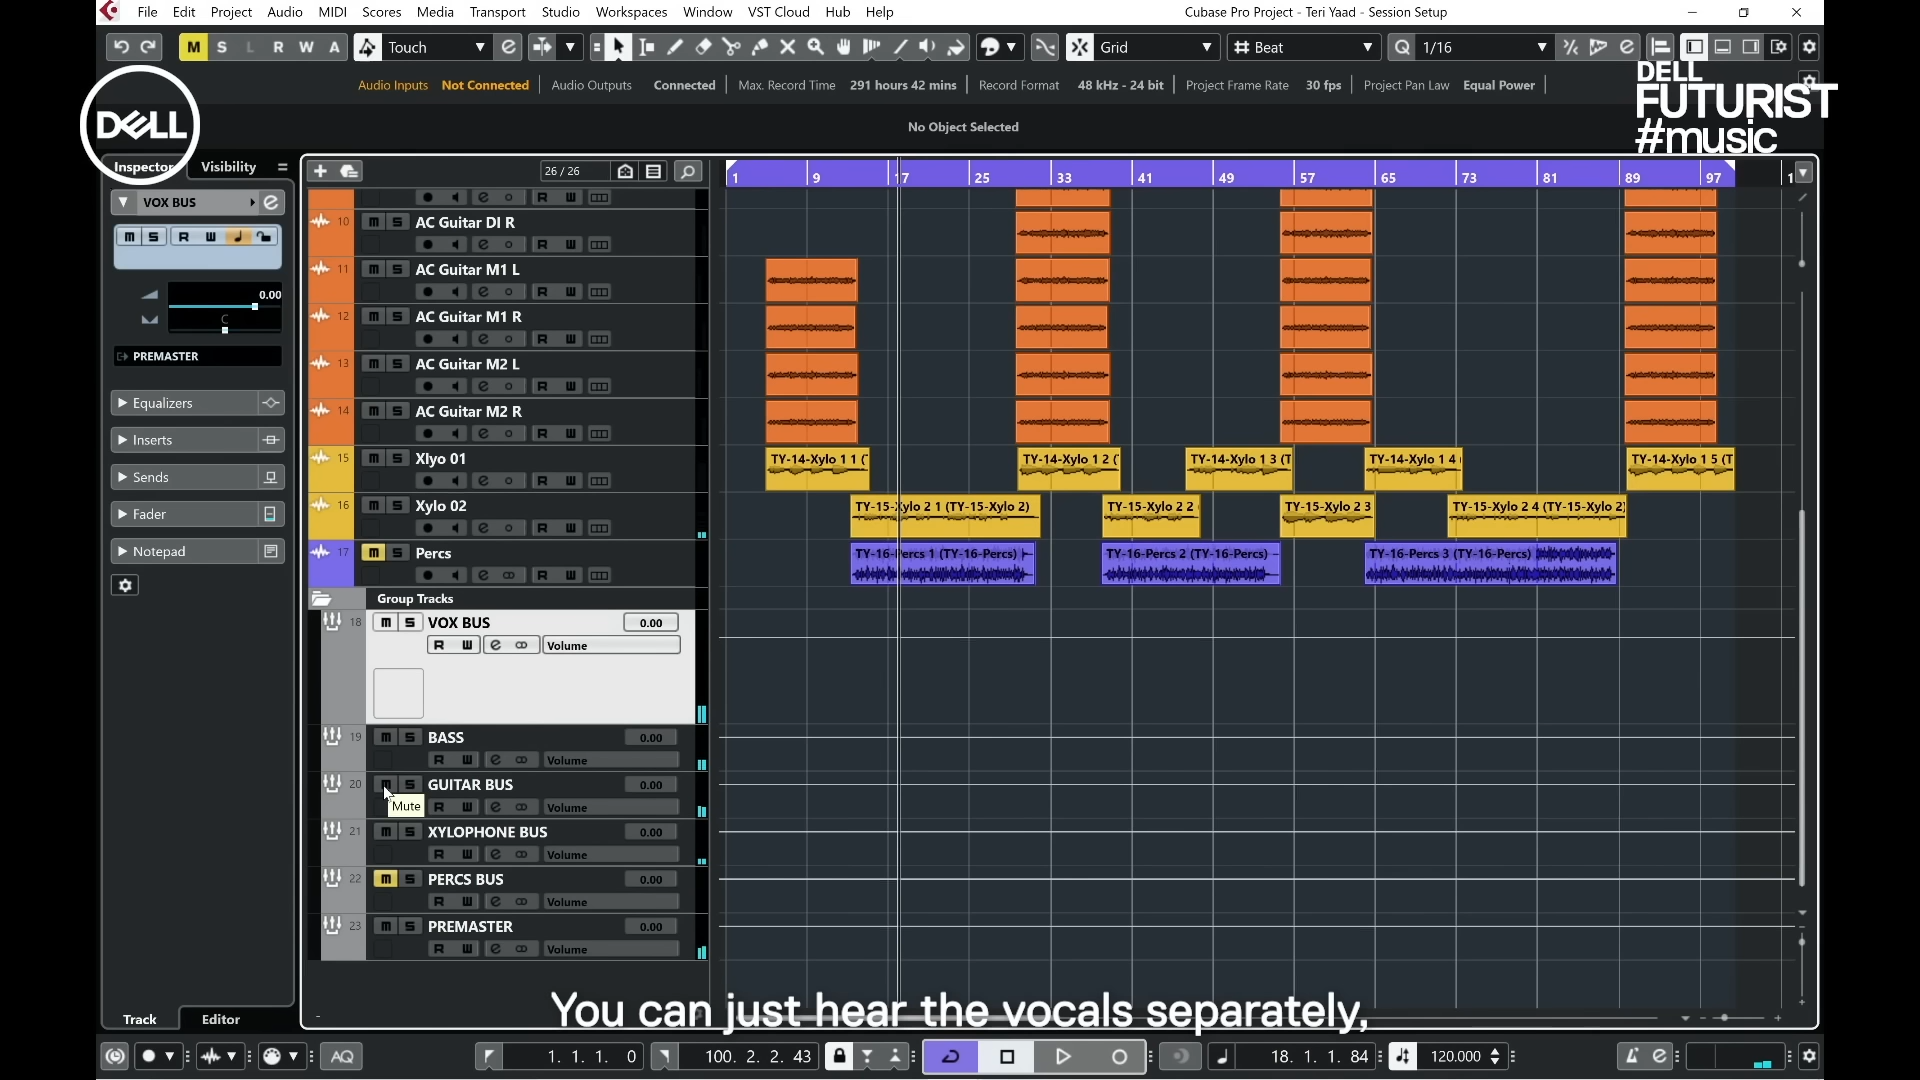 File Edit Project Audio MIDI Scores Media Transport Studio Workspaces Window VST Cloud Hub Help
Cubase Pro Project - Teri Yaad - Session Setup
M S L R W A Touch Grid Beat Q 1/16
Audio Inputs Not Connected Audio Outputs Connected Max. Record Time 291 hours 42 mins Record Format 48 kHz - 24 bit Project Frame Rate 30 fps Project Pan Law Equal Power
DELL
DELL
FUTURIST
#music
No Object Selected
Inspector Visibility
26 / 26
1 9 17 25 33 41 49 57 65 73 81 89 97 1
VOX BUS
0.00
C
PREMASTER
Equalizers
Inserts
Sends
Fader
Notepad
10 AC Guitar DI R
11 AC Guitar M1 L
12 AC Guitar M1 R
13 AC Guitar M2 L
14 AC Guitar M2 R
15 Xlyo 01
TY-14-Xylo 1 1 (T TY-14-Xylo 1 2 (T TY-14-Xylo 1 3 (T TY-14-Xylo 1 4 ( TY-14-Xylo 1 5 (T
16 Xylo 02
TY-15-Xylo 2 1 (TY-15-Xylo 2) TY-15-Xylo 2 2 TY-15-Xylo 2 3 TY-15-Xylo 2 4 (TY-15-Xylo 2)
17 Percs
TY-16-Percs 1 (TY-16-Percs) TY-16-Percs 2 (TY-16-Percs) TY-16-Percs 3 (TY-16-Percs)
Group Tracks
18 VOX BUS 0.00
Volume
19 BASS 0.00
Volume
20 GUITAR BUS 0.00
Mute Volume
21 XYLOPHONE BUS 0.00
Volume
22 PERCS BUS 0.00
Volume
23 PREMASTER 0.00
Volume
You can just hear the vocals separately,
Track Editor
AQ 1. 1. 1. 0 100. 2. 2. 43 18. 1. 1. 84 120.000